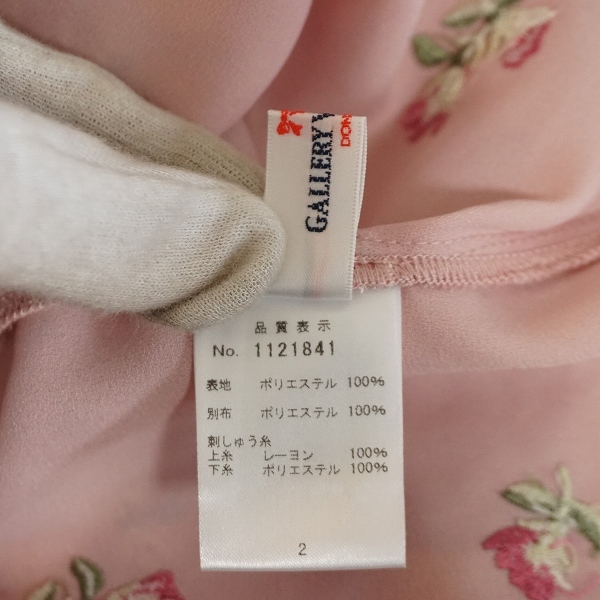 GALLERY
品質表示
No. 1121841
表地 ポリエステル 100%
別布 ポリエステル 100%
刺しゅう糸
上糸 レーヨン 100%
下糸 ポリエステル 100%
2